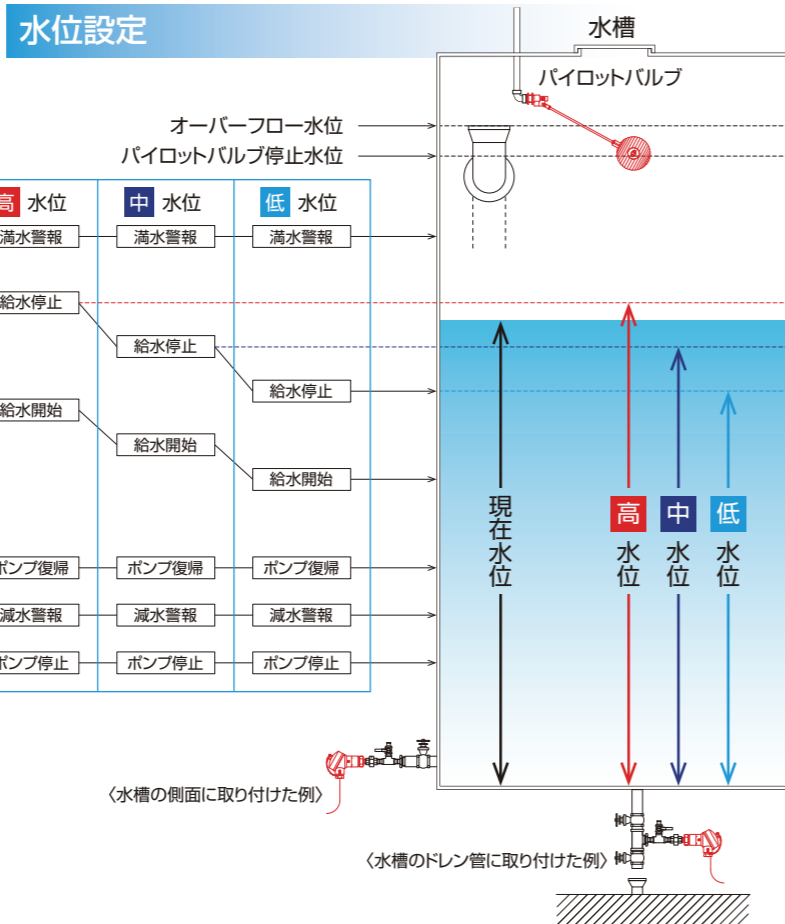 水位設定
水槽
パイロットバルブ
オーバーフロー水位
パイロットバルブ停止水位
高 水位 中 水位 低 水位
満水警報 満水警報 満水警報
給水停止
給水停止
給水停止
給水開始
給水開始
給水開始
ポンプ復帰 ポンプ復帰 ポンプ復帰
減水警報 減水警報 減水警報
ポンプ停止 ポンプ停止 ポンプ停止
現在水位
高水位
中水位
低水位
〈水槽の側面に取り付けた例〉
〈水槽のドレン管に取り付けた例〉